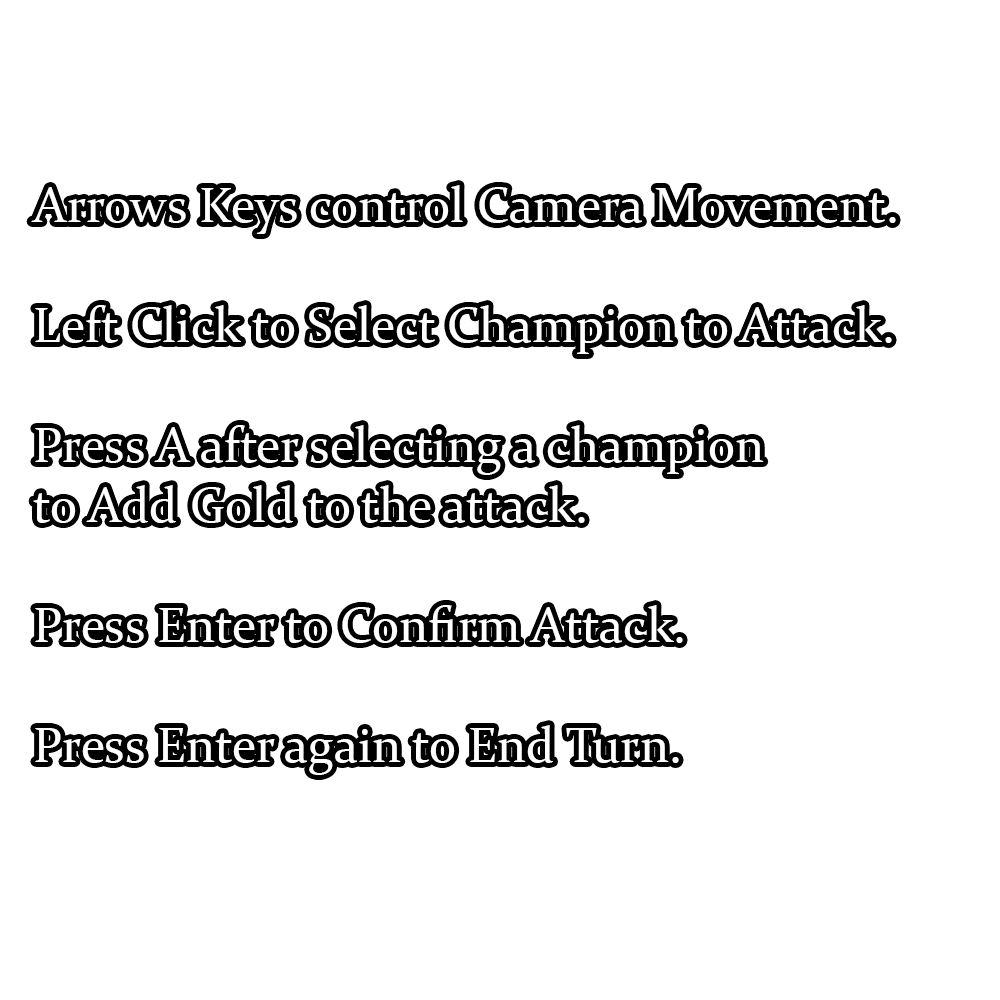 Arrows Keys control Camera Movement.
Left Click to Select Champion to Attack.
Press A after selecting a champion
to Add Gold to the attack.
Press Enter to Confirm Attack.
Press Enter again to End Turn.